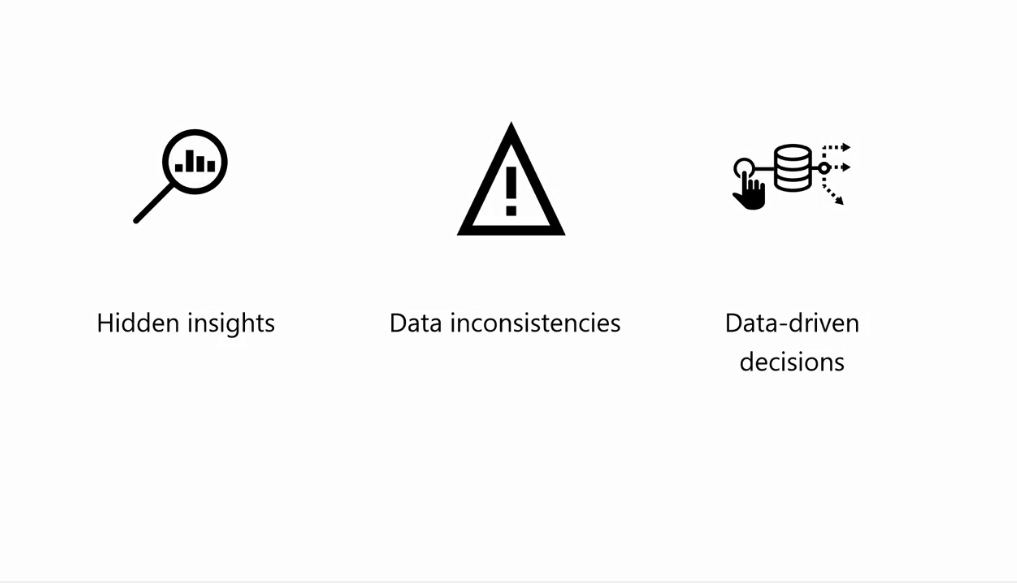 Hidden insights
Data inconsistencies
Data-driven
decisions